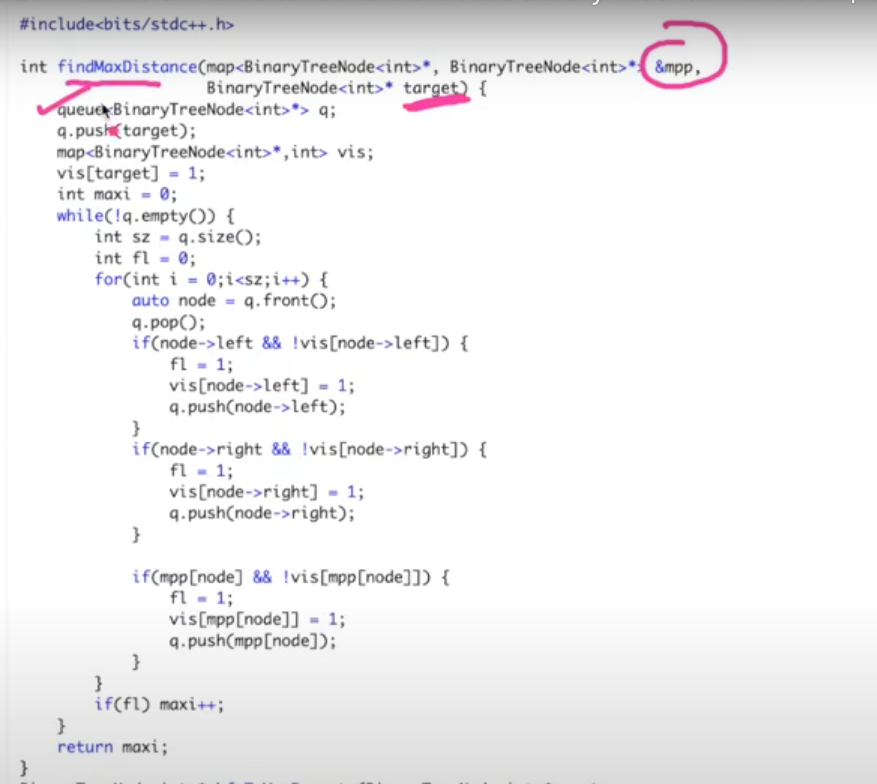 #include<bits/stdc++.h>
int findMaxDistance(map<BinaryTreeNode<int>*, BinaryTreeNode<int>*> &mpp,
BinaryTreeNode<int>* target) {
queue<BinaryTreeNode<int>*> q;
q.push(target);
map<BinaryTreeNode<int>*,int> vis;
vis[target] = 1;
int maxi = 0;
while(!q.empty()) {
int sz = q.size();
int fl = 0;
for(int i = 0;i<sz;i++) {
auto node = q.front();
q.pop();
if(node->left && !vis[node->left]) {
fl = 1;
vis[node->left] = 1;
q.push(node->left);
}
if(node->right && !vis[node->right]) {
fl = 1;
vis[node->right] = 1;
q.push(node->right);
}
if(mpp[node] && !vis[mpp[node]]) {
fl = 1;
vis[mpp[node]] = 1;
q.push(mpp[node]);
}
}
if(fl) maxi++;
}
return maxi;
}